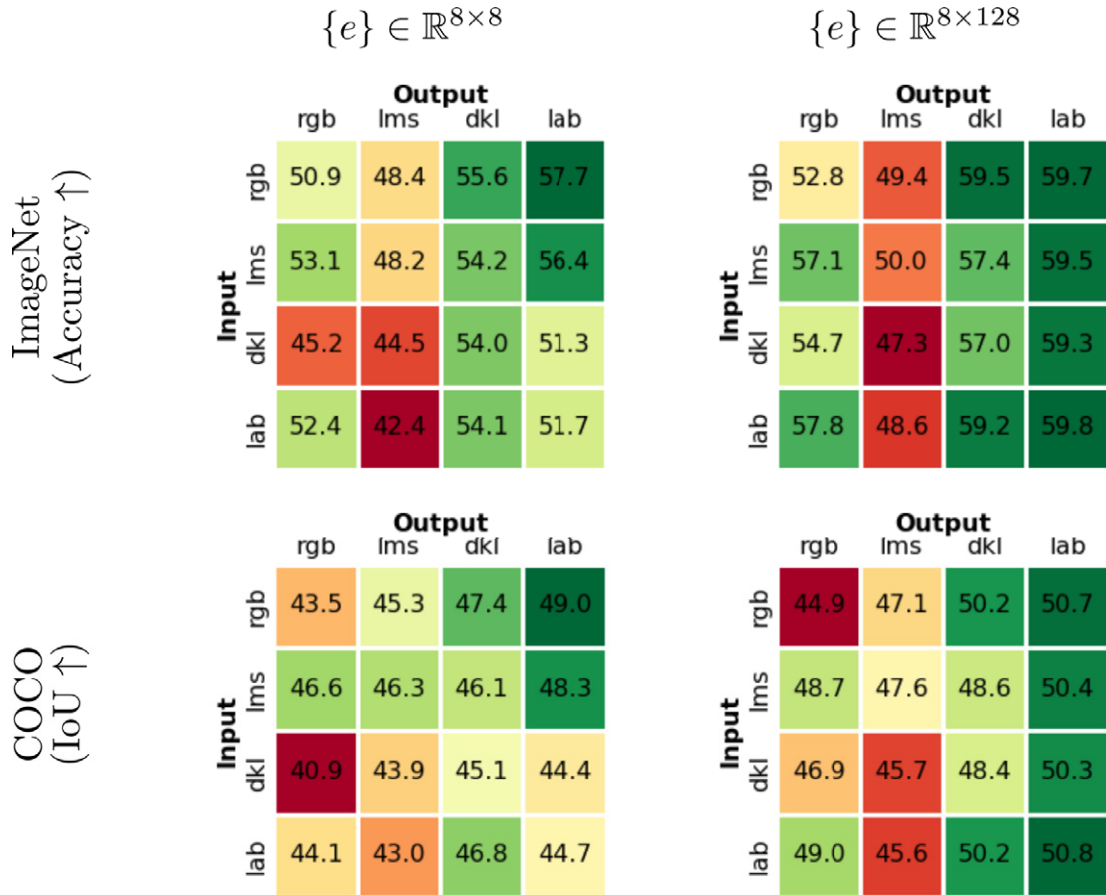 {e} ∈ ℝ^{8×8} {e} ∈ ℝ^{8×128}
ImageNet
(Accuracy ↑)
Output
rgb lms dkl lab
Input
rgb 50.9 48.4 55.6 57.7
lms 53.1 48.2 54.2 56.4
dkl 45.2 44.5 54.0 51.3
lab 52.4 42.4 54.1 51.7
Output
rgb lms dkl lab
Input
rgb 52.8 49.4 59.5 59.7
lms 57.1 50.0 57.4 59.5
dkl 54.7 47.3 57.0 59.3
lab 57.8 48.6 59.2 59.8
COCO
(IoU ↑)
Output
rgb lms dkl lab
Input
rgb 43.5 45.3 47.4 49.0
lms 46.6 46.3 46.1 48.3
dkl 40.9 43.9 45.1 44.4
lab 44.1 43.0 46.8 44.7
Output
rgb lms dkl lab
Input
rgb 44.9 47.1 50.2 50.7
lms 48.7 47.6 48.6 50.4
dkl 46.9 45.7 48.4 50.3
lab 49.0 45.6 50.2 50.8